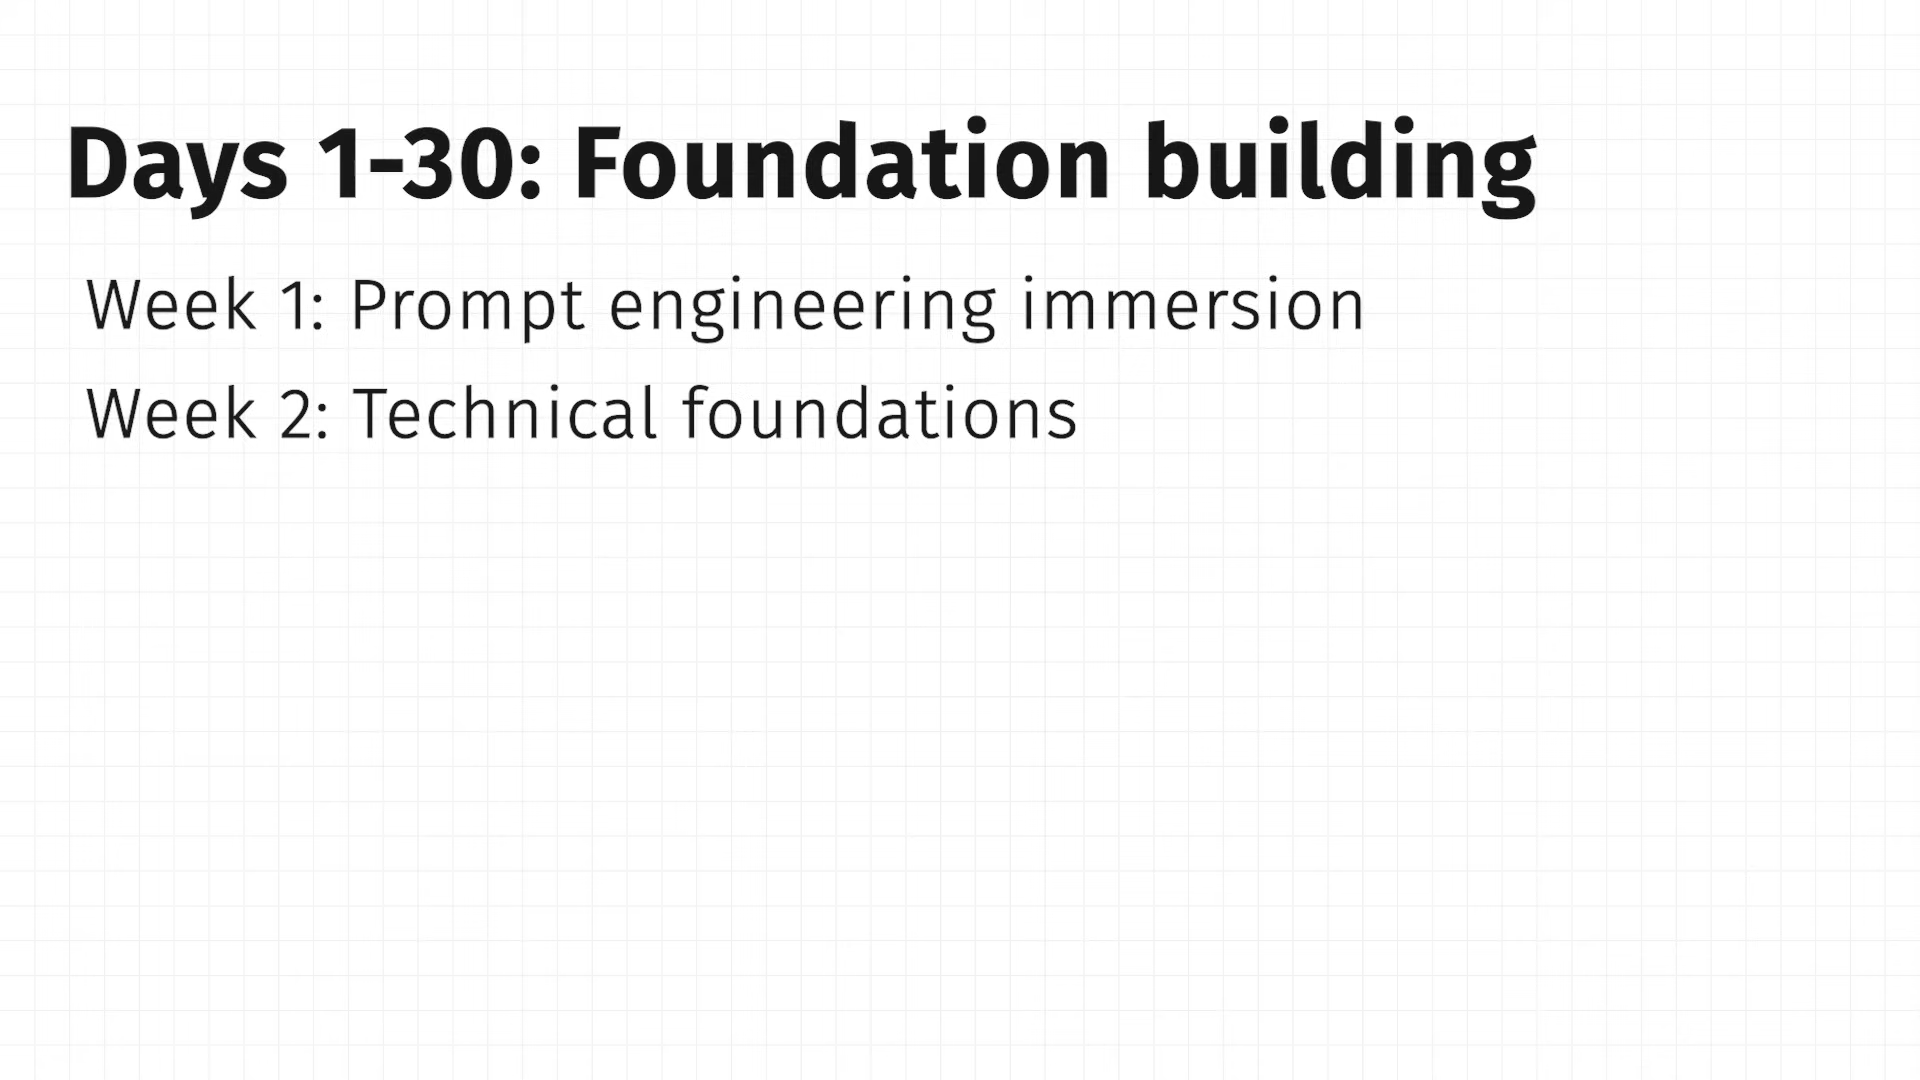 Days 1-30: Foundation building
Week 1: Prompt engineering immersion
Week 2: Technical foundations